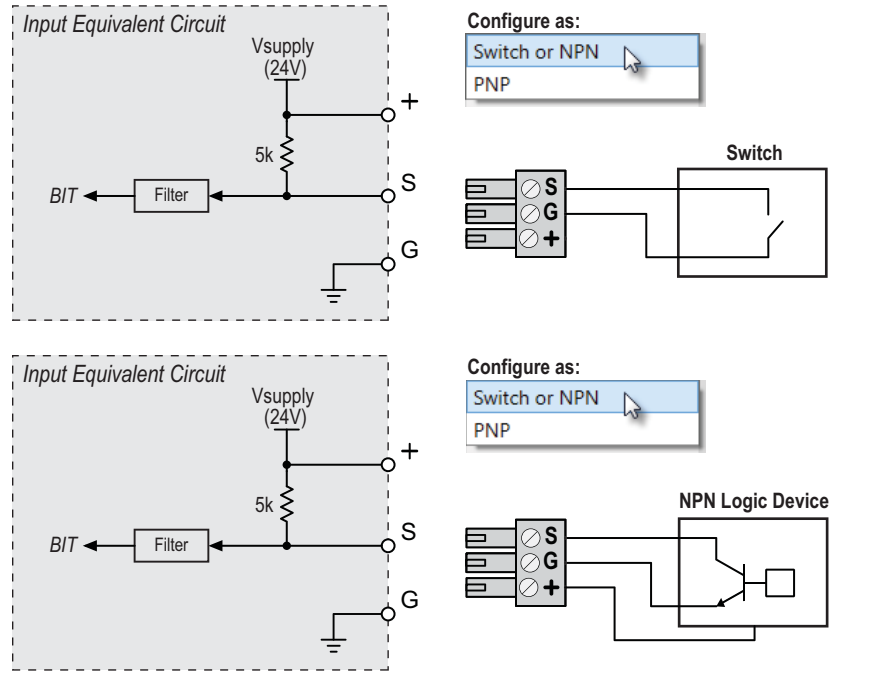 Input Equivalent Circuit
Vsupply
(24V)
+
5k
S
BIT
Filter
G
Configure as:
Switch or NPN
PNP
Switch
S
G
+
Input Equivalent Circuit
Vsupply
(24V)
+
5k
S
BIT
Filter
G
Configure as:
Switch or NPN
PNP
NPN Logic Device
S
G
+